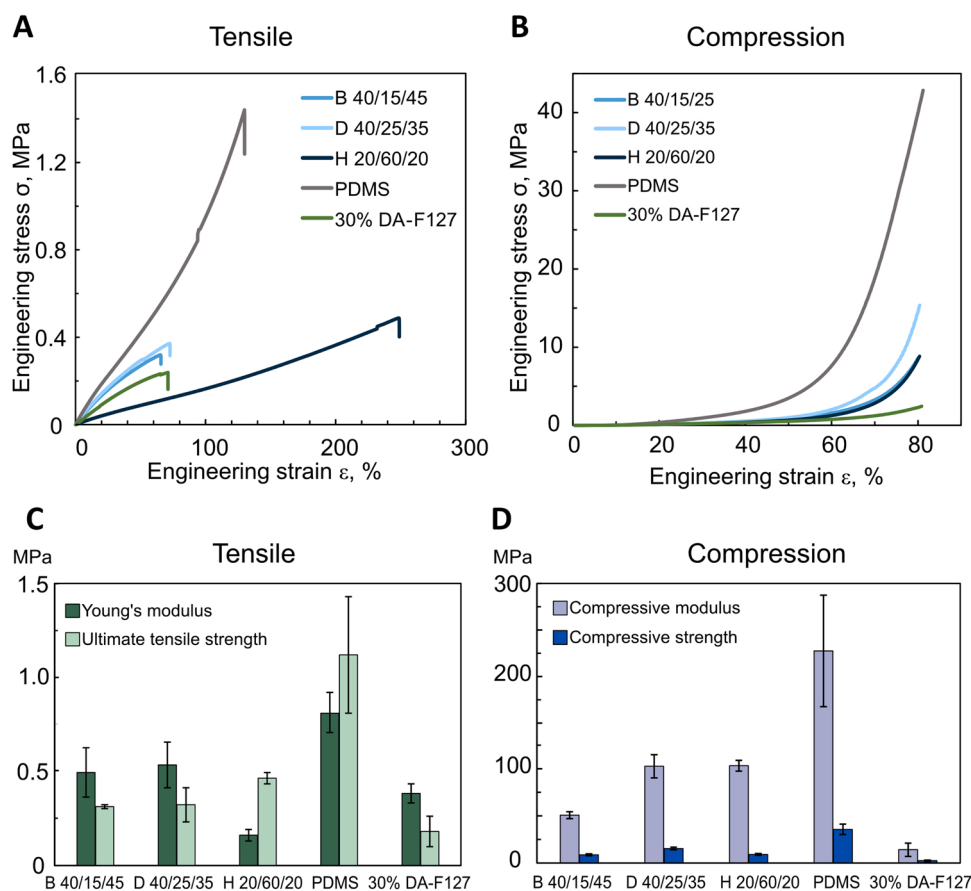 A
Tensile
Engineering stress σ, MPa
1.6
1.2
0.8
0.4
0
0
100
200
300
Engineering strain ε, %
B 40/15/45
D 40/25/35
H 20/60/20
PDMS
30% DA-F127
B
Compression
Engineering stress σ, MPa
40
30
20
10
0
0
20
40
60
80
Engineering strain ε, %
B 40/15/25
D 40/25/35
H 20/60/20
PDMS
30% DA-F127
C
MPa
Tensile
1.5
1.0
0.5
0
Young's modulus
Ultimate tensile strength
B 40/15/45 D 40/25/35 H 20/60/20 PDMS 30% DA-F127
D
MPa
Compression
300
250
200
150
100
50
0
Compressive modulus
Compressive strength
B 40/15/45 D 40/25/35 H 20/60/20 PDMS 30% DA-F127